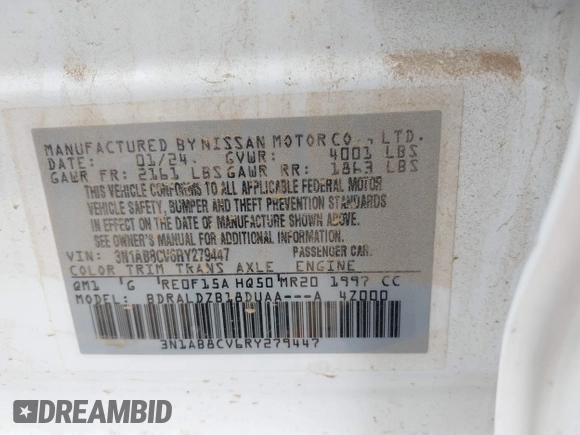 MANUFACTURED BY NISSAN MOTOR CO., LTD.
DATE: 01/24 GVWR: 4001 LBS
GAWR FR: 2161 LBS GAWR RR: 1863 LBS
THIS VEHICLE CONFORMS TO ALL APPLICABLE FEDERAL MOTOR
VEHICLE SAFETY, BUMPER AND THEFT PREVENTION STANDARDS
IN EFFECT ON THE DATE OF MANUFACTURE SHOWN ABOVE.
SEE OWNER'S MANUAL FOR ADDITIONAL INFORMATION.
VIN: 3N1AB8CV6RY279447 PASSENGER CAR.
COLOR TRIM TRANS AXLE ENGINE
QM1 G RE0F15A HQ50 MR20 1997 CC
MODEL: BDRALDZB18DUAA---A 4Z000
3N1AB8CV6RY279447
DREAMBID